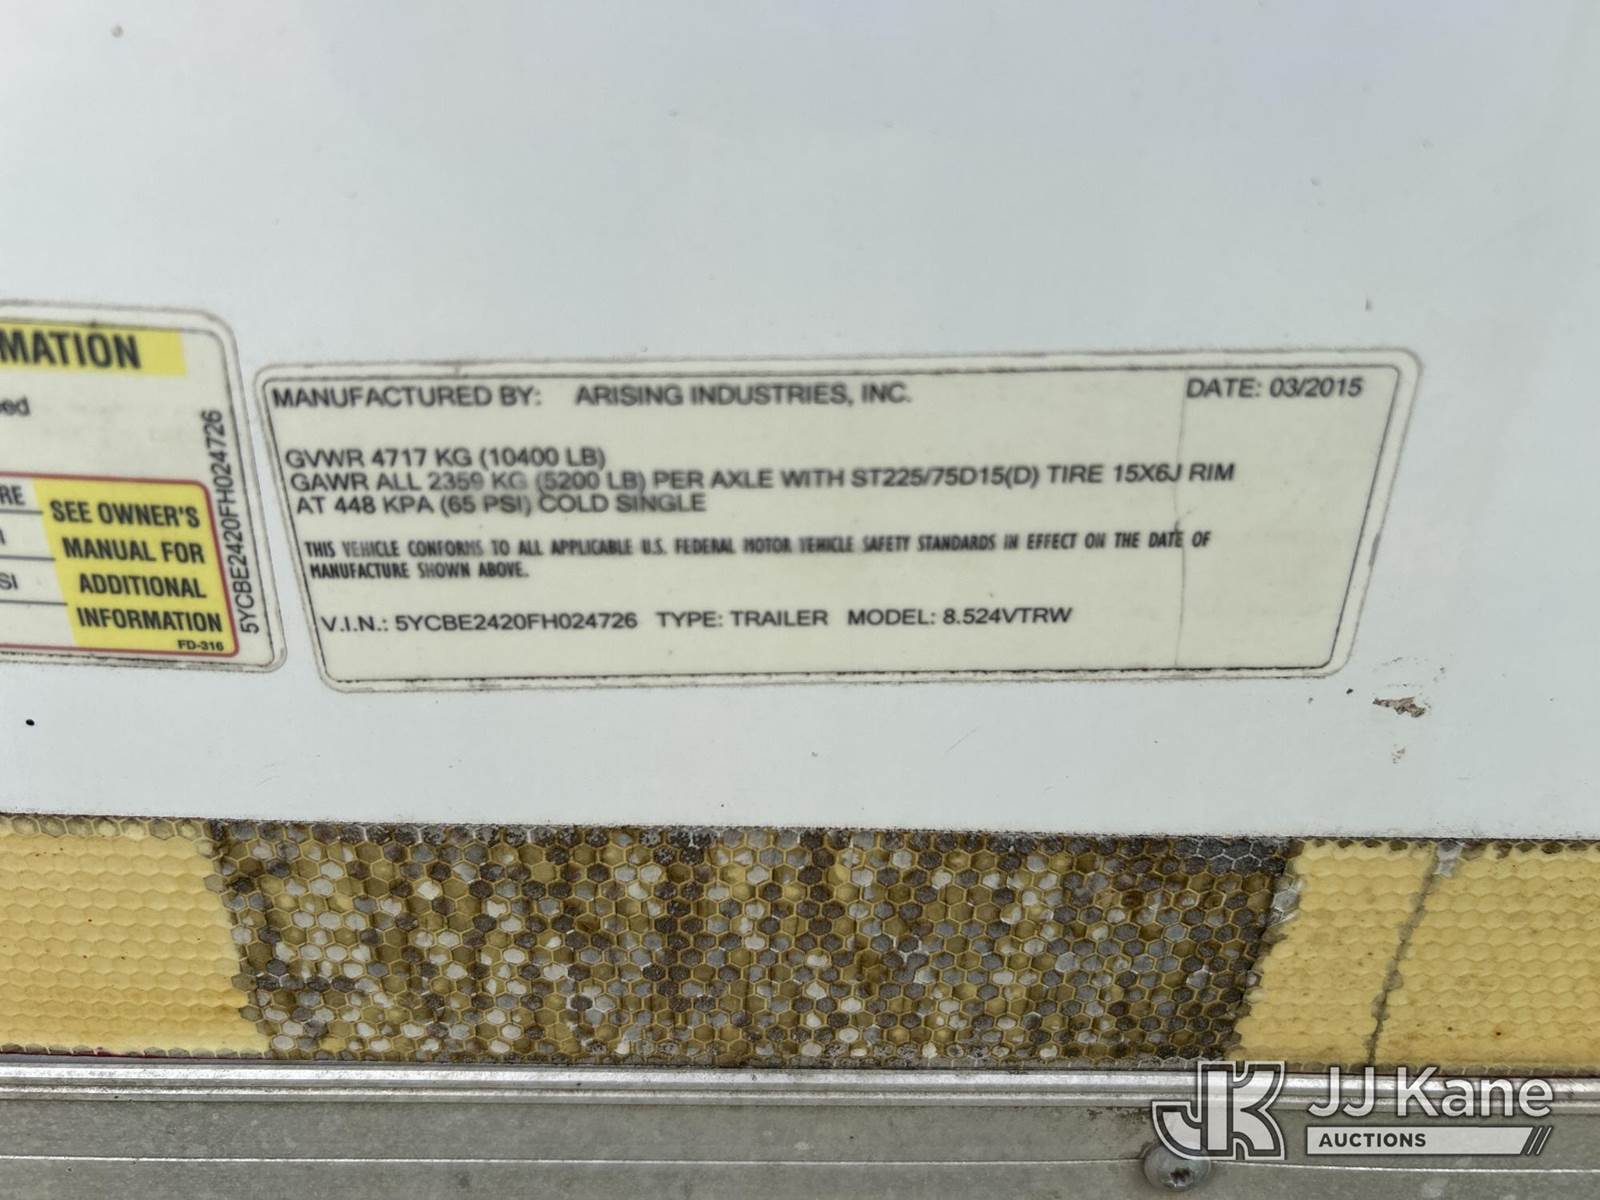 MATION
RE
SI
SEE OWNER'S
MANUAL FOR
ADDITIONAL
INFORMATION
FD-316
5YCBE2420FH024726
MANUFACTURED BY: ARISING INDUSTRIES, INC. DATE: 03/2015
GVWR 4717 KG (10400 LB)
GAWR ALL 2359 KG (5200 LB) PER AXLE WITH ST225/75D15(D) TIRE 15X6J RIM
AT 448 KPA (65 PSI) COLD SINGLE
THIS VEHICLE CONFORMS TO ALL APPLICABLE U.S. FEDERAL MOTOR VEHICLE SAFETY STANDARDS IN EFFECT ON THE DATE OF
MANUFACTURE SHOWN ABOVE.
V.I.N.: 5YCBE2420FH024726 TYPE: TRAILER MODEL: 8.524VTRW
JK JJ Kane
AUCTIONS